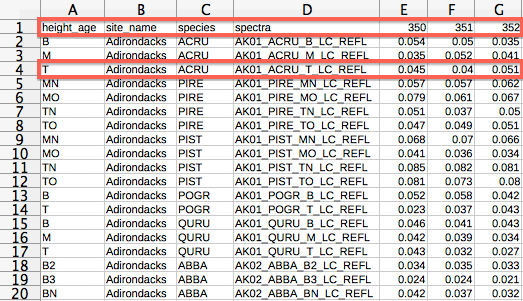 A B C D E F G
1 height_age site_name species spectra 350 351 352
2 B Adirondacks ACRU AK01_ACRU_B_LC_REFL 0.054 0.05 0.035
3 M Adirondacks ACRU AK01_ACRU_M_LC_REFL 0.035 0.052 0.041
4 T Adirondacks ACRU AK01_ACRU_T_LC_REFL 0.045 0.04 0.051
5 MN Adirondacks PIRE AK01_PIRE_MN_LC_REFL 0.057 0.057 0.062
6 MO Adirondacks PIRE AK01_PIRE_MO_LC_REFL 0.079 0.061 0.067
7 TN Adirondacks PIRE AK01_PIRE_TN_LC_REFL 0.051 0.037 0.05
8 TO Adirondacks PIRE AK01_PIRE_TO_LC_REFL 0.047 0.049 0.051
9 MN Adirondacks PIST AK01_PIST_MN_LC_REFL 0.068 0.07 0.066
10 MO Adirondacks PIST AK01_PIST_MO_LC_REFL 0.041 0.036 0.034
11 TN Adirondacks PIST AK01_PIST_TN_LC_REFL 0.085 0.082 0.081
12 TO Adirondacks PIST AK01_PIST_TO_LC_REFL 0.081 0.073 0.08
13 B Adirondacks POGR AK01_POGR_B_LC_REFL 0.052 0.058 0.042
14 T Adirondacks POGR AK01_POGR_T_LC_REFL 0.023 0.037 0.043
15 B Adirondacks QURU AK01_QURU_B_LC_REFL 0.046 0.041 0.043
16 M Adirondacks QURU AK01_QURU_M_LC_REFL 0.042 0.039 0.034
17 T Adirondacks QURU AK01_QURU_T_LC_REFL 0.043 0.032 0.027
18 B2 Adirondacks ABBA AK02_ABBA_B2_LC_REFL 0.034 0.035 0.033
19 B3 Adirondacks ABBA AK02_ABBA_B3_LC_REFL 0.024 0.024 0.021
20 BN Adirondacks ABBA AK02_ABBA_BN_LC_REFL 0.042 0.037 0.032